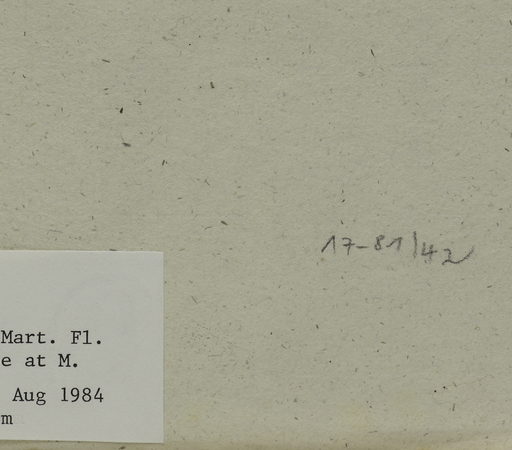 17-81/42
Mart. Fl.
e at M.
Aug 1984
m